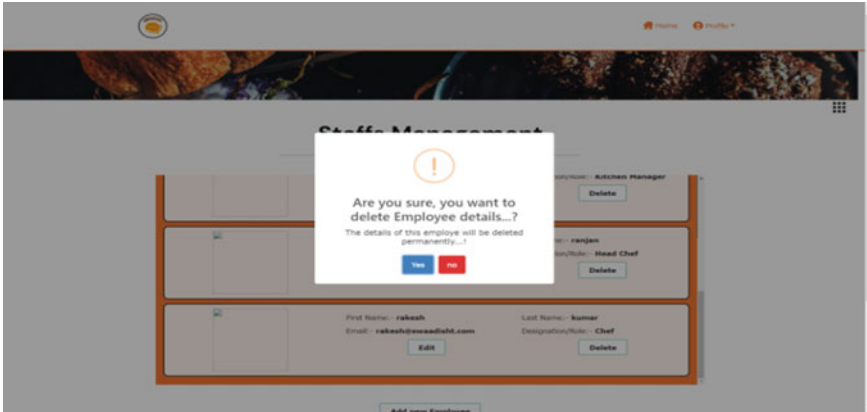 Home Profile
Staffs Management
Kitchen Manager
Delete
Are you sure, you want to
delete Employee details...?
The details of this employe will be deleted
permanently...!
Yes no
ranjan
Head Chef
Delete
First Name:- rakesh Last Name:- kumar
Email:- rakesh@swaadisht.com Designation/Role:- Chef
Edit Delete
Add new Employee